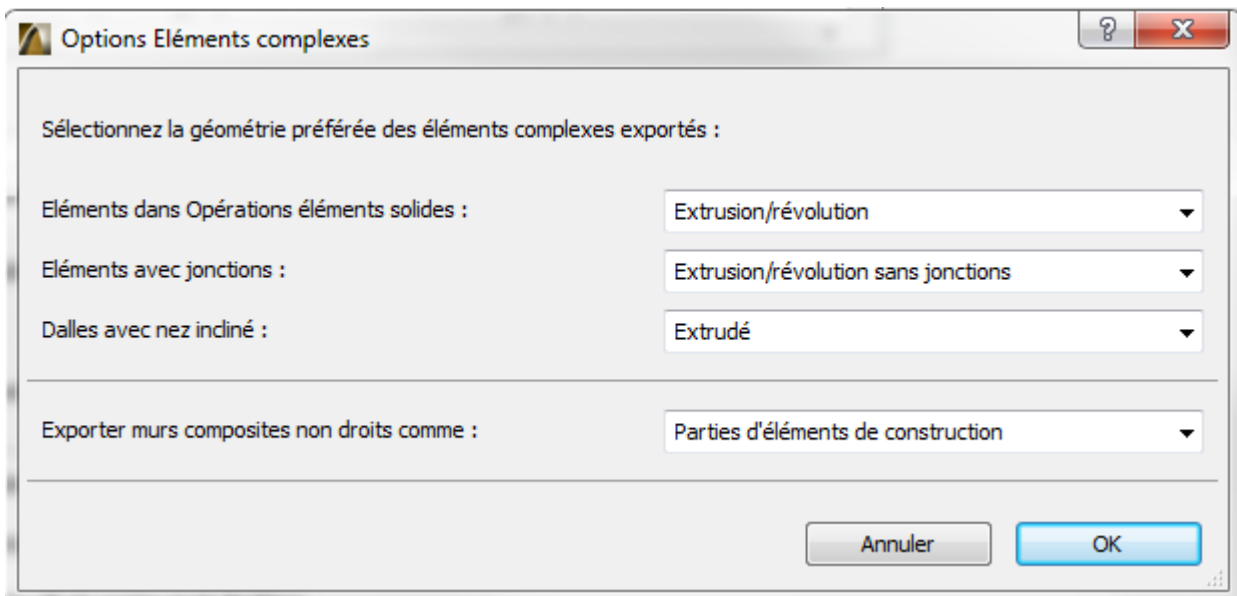 Options Eléments complexes
Sélectionnez la géométrie préférée des éléments complexes exportés :
Eléments dans Opérations éléments solides :
Extrusion/révolution
Eléments avec jonctions :
Extrusion/révolution sans jonctions
Dalles avec nez incliné :
Extrudé
Exporter murs composites non droits comme :
Parties d'éléments de construction
Annuler
OK